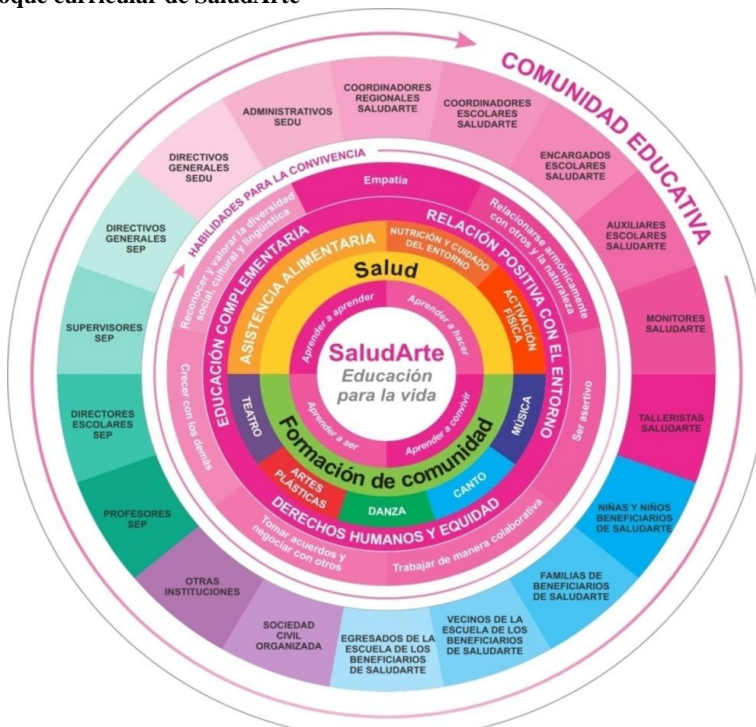 oque curricular de SaludArte
COMUNIDAD EDUCATIVA
COORDINADORES
REGIONALES
SALUDARTE
COORDINADORES
ESCOLARES
SALUDARTE
ENCARGADOS
ESCOLARES
SALUDARTE
AUXILIARES
ESCOLARES
SALUDARTE
MONITORES
SALUDARTE
TALLERISTAS
SALUDARTE
NIÑAS Y NIÑOS
BENEFICIARIOS
DE SALUDARTE
FAMILIAS DE
BENEFICIARIOS
DE SALUDARTE
VECINOS DE LA
ESCUELA DE LOS
BENEFICIARIOS
DE SALUDARTE
EGRESADOS DE LA
ESCUELA DE LOS
BENEFICIARIOS
DE SALUDARTE
SOCIEDAD
CIVIL
ORGANIZADA
OTRAS
INSTITUCIONES
PROFESORES
SEP
DIRECTORES
ESCOLARES
SEP
SUPERVISORES
SEP
DIRECTIVOS
GENERALES
SEP
DIRECTIVOS
GENERALES
SEDU
ADMINISTRATIVOS
SEDU
HABILIDADES PARA LA CONVIVENCIA
Empatía
Relacionarse armónicamente
con otros y la naturaleza
Ser asertivo
Trabajar de manera colaborativa
Tomar acuerdos y
negociar con otros
Crecer con los demás
Reconocer y valorar la diversidad
social, cultural y lingüística
EDUCACIÓN COMPLEMENTARIA
RELACIÓN POSITIVA CON EL ENTORNO
DERECHOS HUMANOS Y EQUIDAD
ASISTENCIA ALIMENTARIA
NUTRICIÓN Y CUIDADO
DEL ENTORNO
ACTIVACIÓN
FÍSICA
MÚSICA
CANTO
DANZA
ARTES
PLÁSTICAS
TEATRO
Salud
Formación de comunidad
Aprender a aprender
Aprender a hacer
Aprender a convivir
Aprender a ser
SaludArte
Educación
para la vida